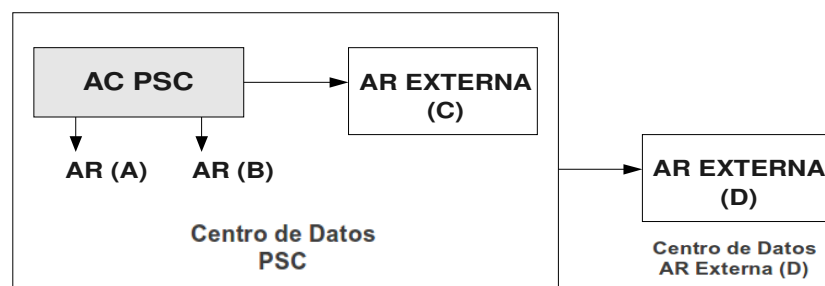 AC PSC
AR EXTERNA
(C)
AR (A)
AR (B)
AR EXTERNA
(D)
Centro de Datos
PSC
Centro de Datos
AR Externa (D)